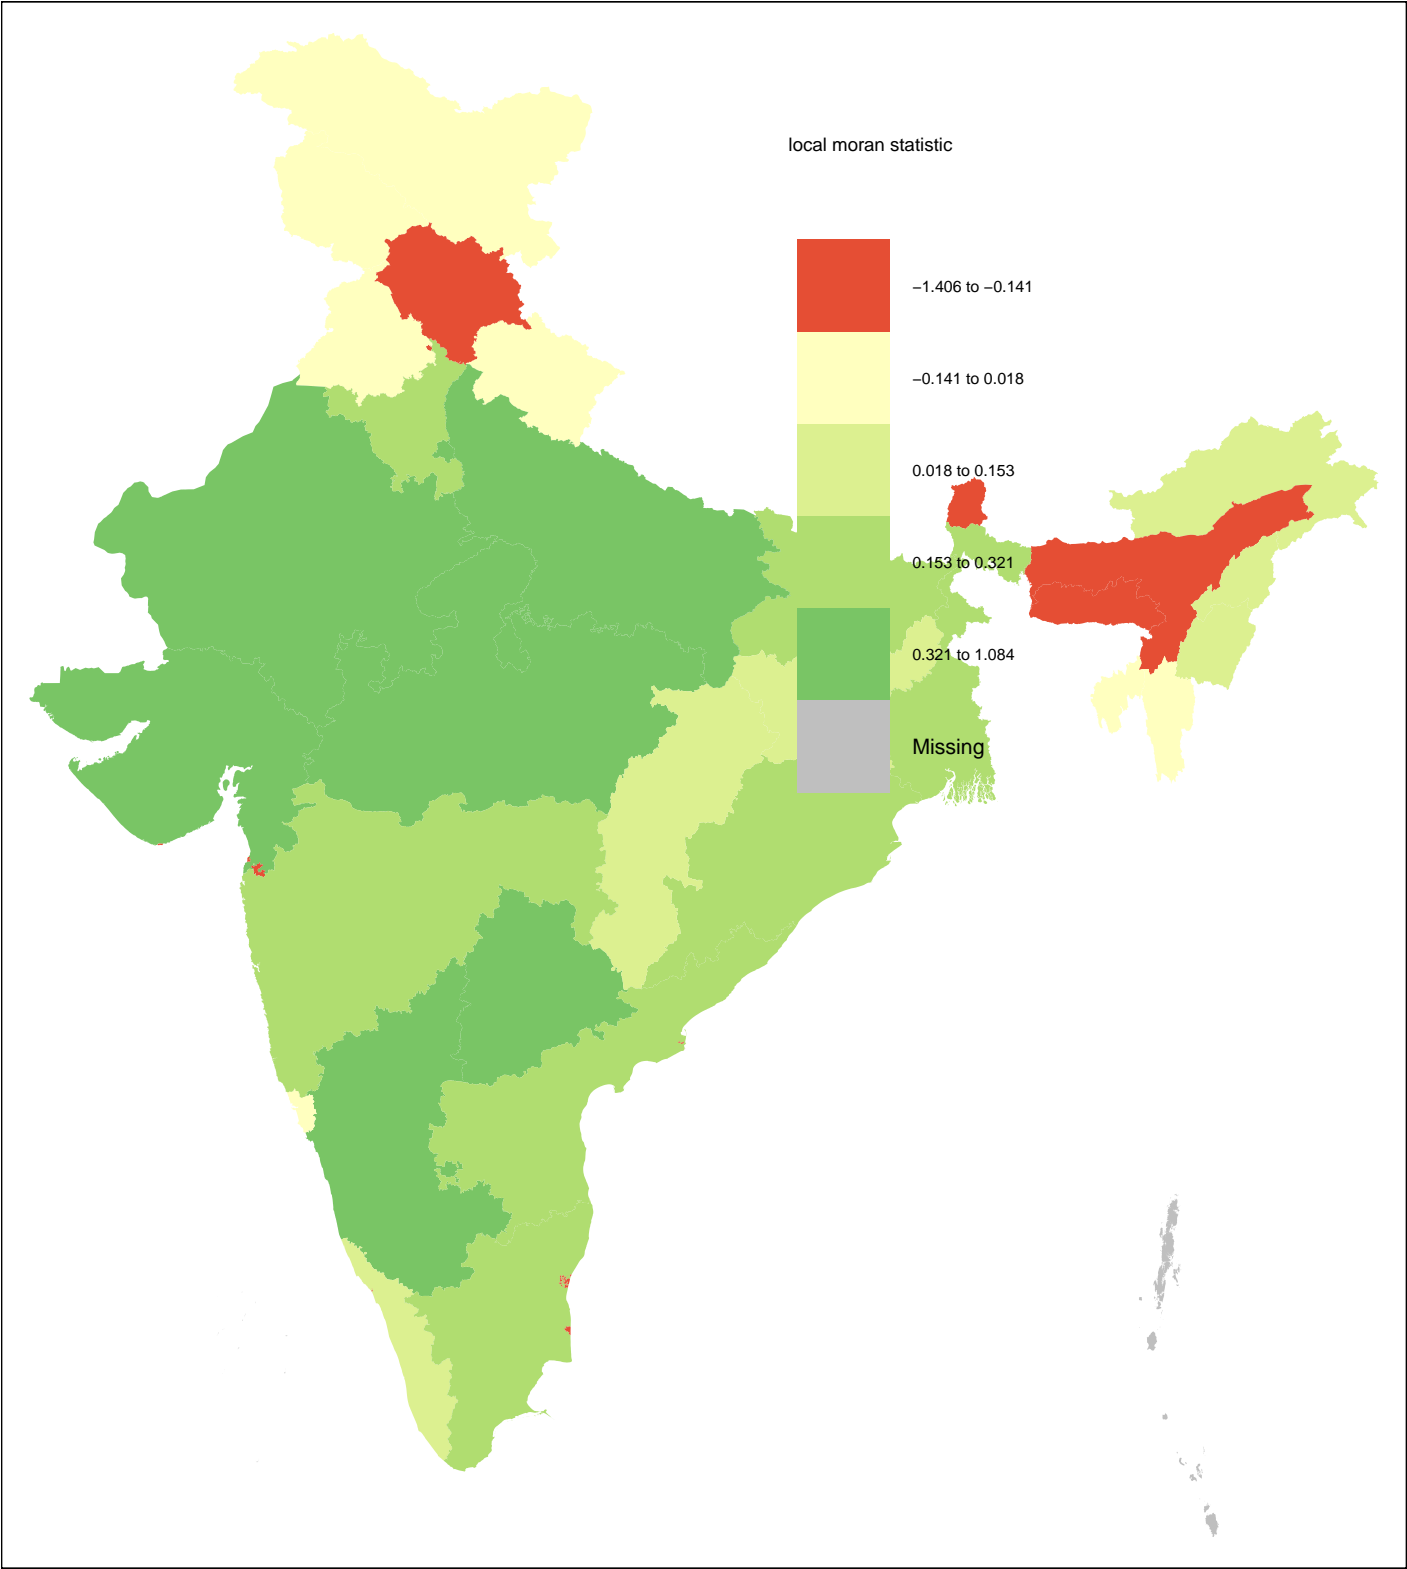 local moran statistic
−1.406 to −0.141
−0.141 to 0.018
0.018 to 0.153
0.153 to 0.321
0.321 to 1.084
Missing